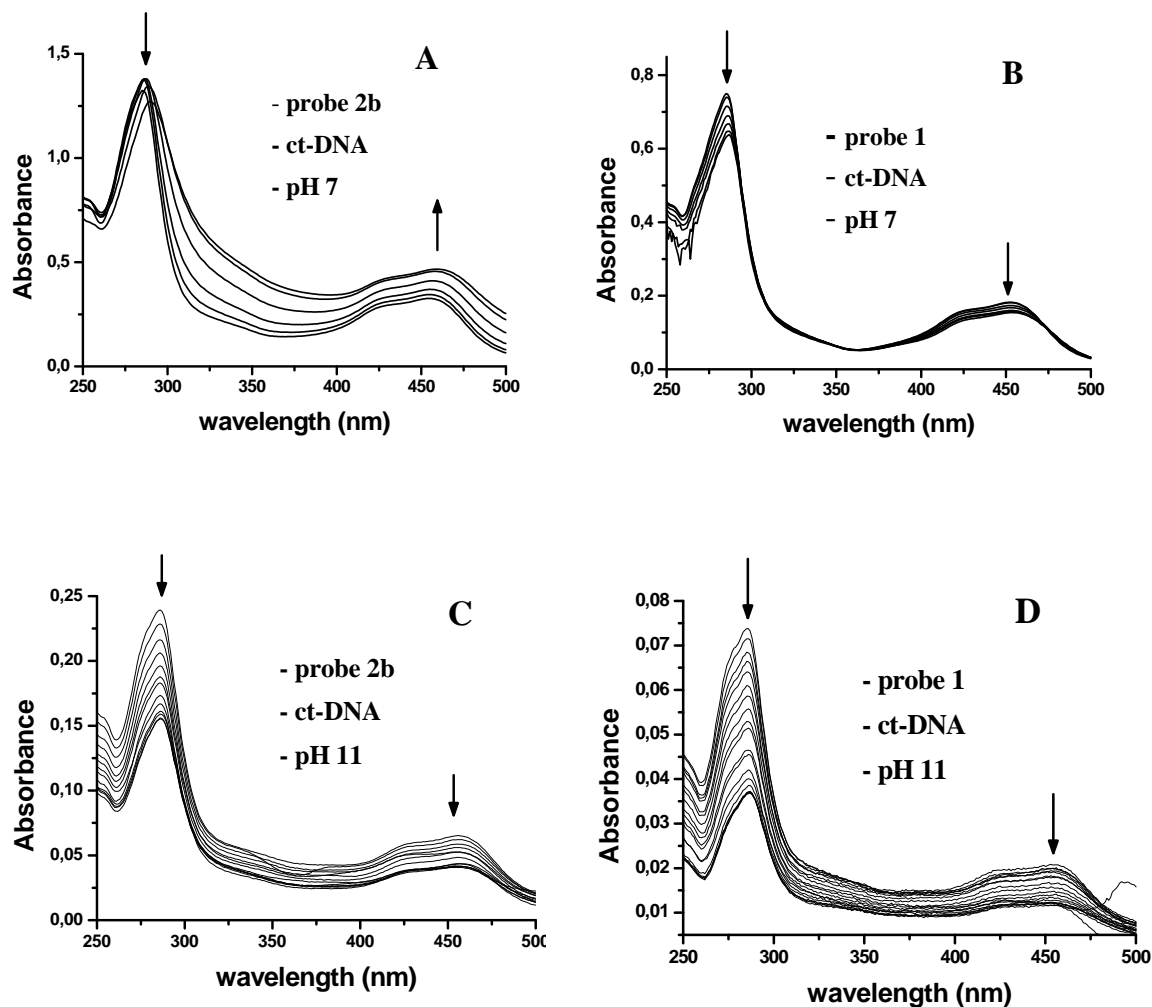 A
- probe 2b
- ct-DNA
- pH 7
Absorbance
1,5
1,0
0,5
0,0
250 300 350 400 450 500
wavelength (nm)
B
- probe 1
- ct-DNA
- pH 7
Absorbance
0,8
0,6
0,4
0,2
0,0
250 300 350 400 450 500
wavelength (nm)
C
- probe 2b
- ct-DNA
- pH 11
Absorbance
0,25
0,20
0,15
0,10
0,05
0,00
250 300 350 400 450 500
wavelength (nm)
D
- probe 1
- ct-DNA
- pH 11
Absorbance
0,08
0,07
0,06
0,05
0,04
0,03
0,02
0,01
250 300 350 400 450 500
wavelength (nm)